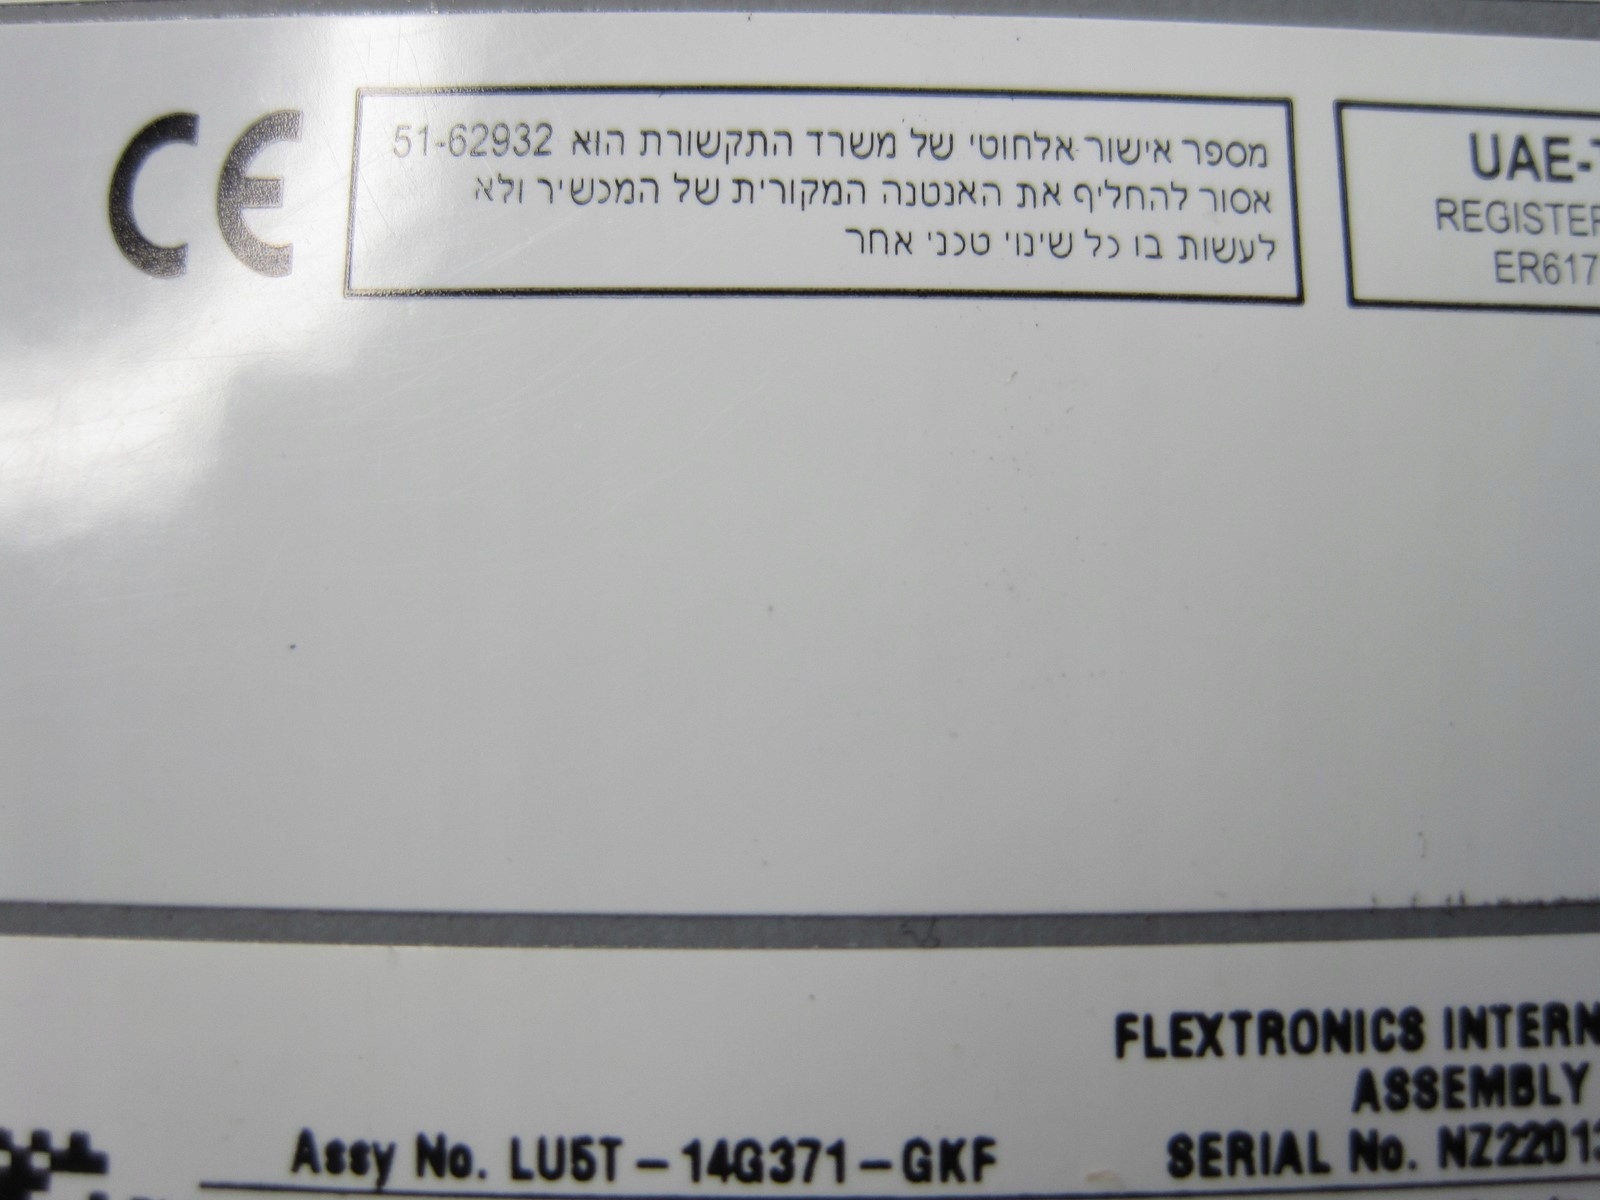 CE
מספר אישור אלחוטי של משרד התקשורת הוא 51-62932
אסור להחליף את האנטנה המקורית של המכשיר ולא
לעשות בו כל שינוי טכני אחר
UAE-
REGISTER
ER617
FLEXTRONICS INTERN
ASSEMBLY
Assy No. LU5T-14G371-GKF
SERIAL No. NZ22013